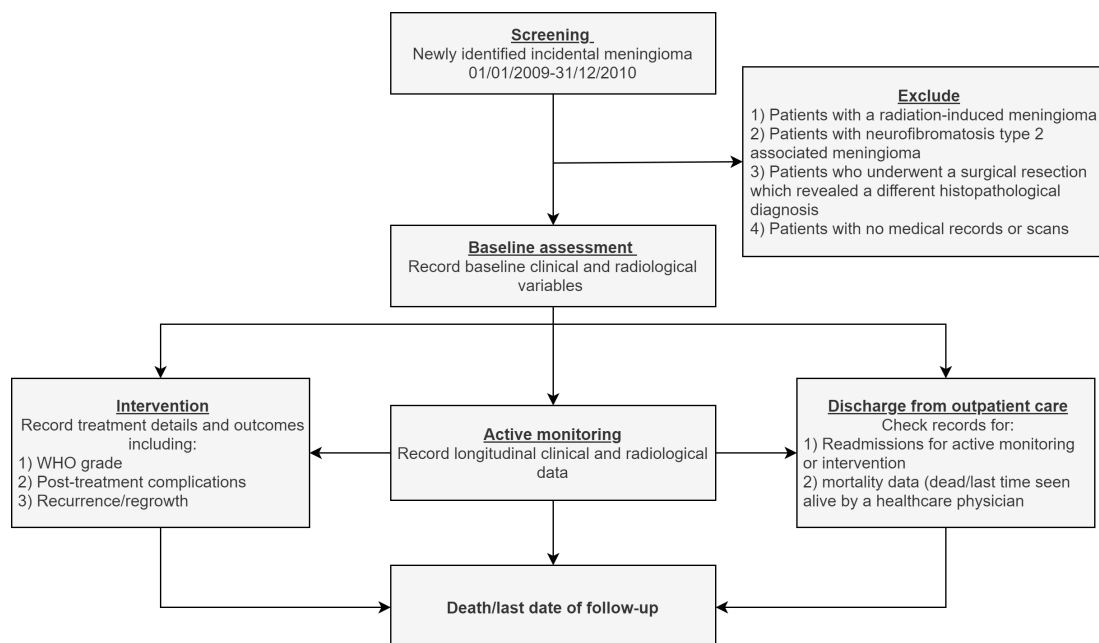 Screening
Newly identified incidental meningioma
01/01/2009-31/12/2010
Exclude
1) Patients with a radiation-induced meningioma
2) Patients with neurofibromatosis type 2
associated meningioma
3) Patients who underwent a surgical resection
which revealed a different histopathological
diagnosis
4) Patients with no medical records or scans
Baseline assessment
Record baseline clinical and radiological
variables
Intervention
Record treatment details and outcomes
including:
1) WHO grade
2) Post-treatment complications
3) Recurrence/regrowth
Active monitoring
Record longitudinal clinical and radiological
data
Discharge from outpatient care
Check records for:
1) Readmissions for active monitoring
or intervention
2) mortality data (dead/last time seen
alive by a healthcare physician
Death/last date of follow-up